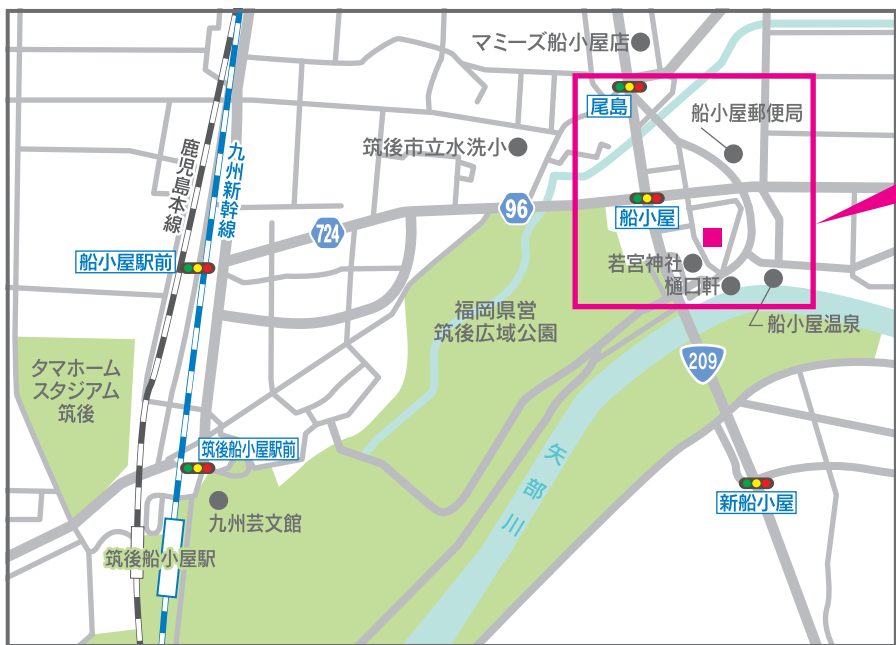 マミーズ船小屋店
尾島
船小屋郵便局
筑後市立水洗小
鹿児島本線
九州新幹線
96
船小屋
724
船小屋駅前
若宮神社
樋口軒
船小屋温泉
福岡県営
筑後広域公園
209
タマホーム
スタジアム
筑後
筑後船小屋駅前
矢部川
新船小屋
九州芸文館
筑後船小屋駅